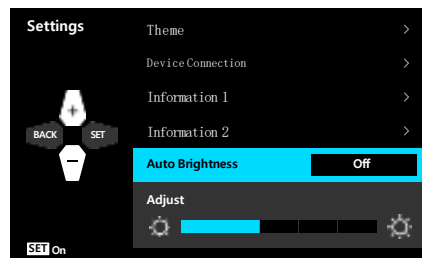 Settings
Theme
Device Connection
Information 1
Information 2
BACK
SET
Auto Brightness Off
Adjust
SET On